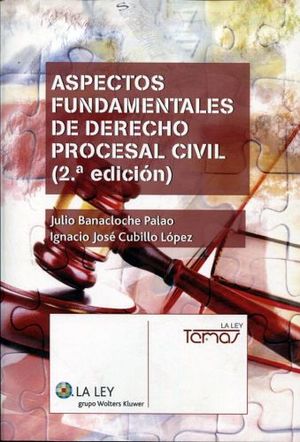 ASPECTOS
FUNDAMENTALES
DE DERECHO
PROCESAL CIVIL
(2.ª edición)
Julio Banacloche Palao
Ignacio José Cubillo López
LA LEY
Temas
LA LEY
grupo Wolters Kluwer